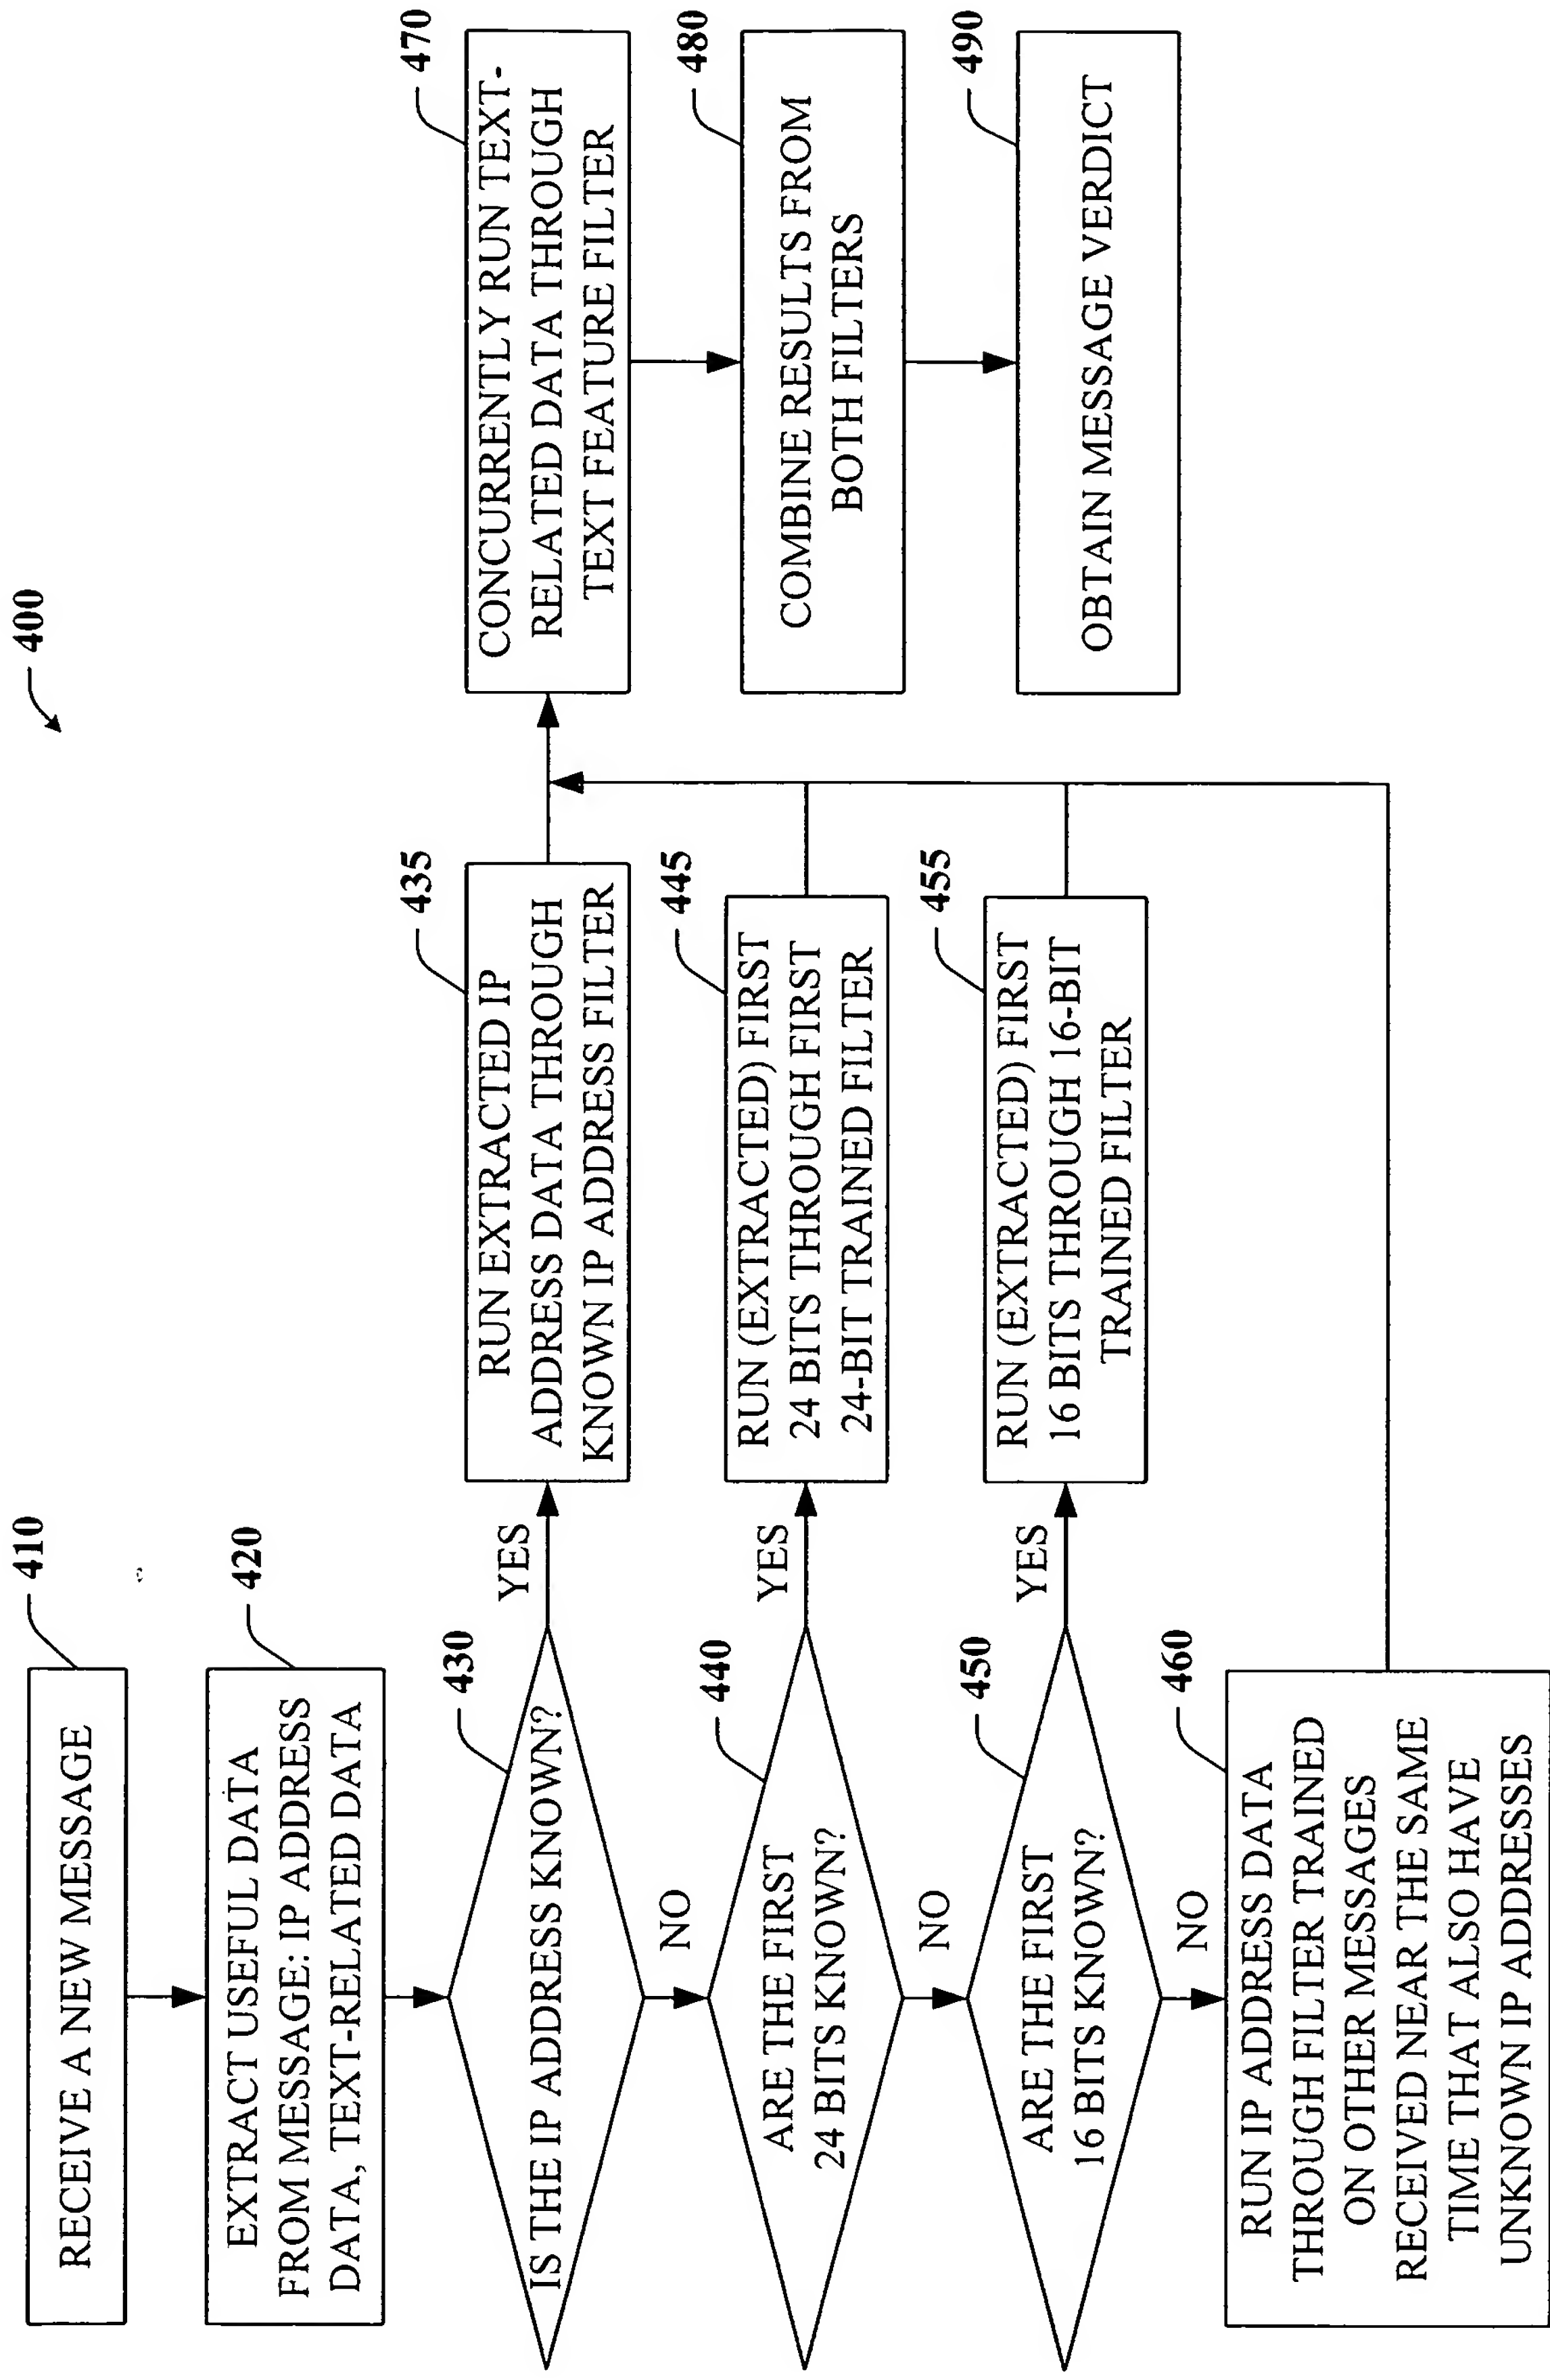 400
410
RECEIVE A NEW MESSAGE
420
EXTRACT USEFUL DATA
FROM MESSAGE: IP ADDRESS
DATA, TEXT-RELATED DATA
430
IS THE IP ADDRESS KNOWN?
YES
435
RUN EXTRACTED IP
ADDRESS DATA THROUGH
KNOWN IP ADDRESS FILTER
NO
440
ARE THE FIRST
24 BITS KNOWN?
YES
445
RUN (EXTRACTED) FIRST
24 BITS THROUGH FIRST
24-BIT TRAINED FILTER
NO
450
ARE THE FIRST
16 BITS KNOWN?
YES
455
RUN (EXTRACTED) FIRST
16 BITS THROUGH 16-BIT
TRAINED FILTER
NO
460
RUN IP ADDRESS DATA
THROUGH FILTER TRAINED
ON OTHER MESSAGES
RECEIVED NEAR THE SAME
TIME THAT ALSO HAVE
UNKNOWN IP ADDRESSES
470
CONCURRENTLY RUN TEXT-
RELATED DATA THROUGH
TEXT FEATURE FILTER
480
COMBINE RESULTS FROM
BOTH FILTERS
490
OBTAIN MESSAGE VERDICT